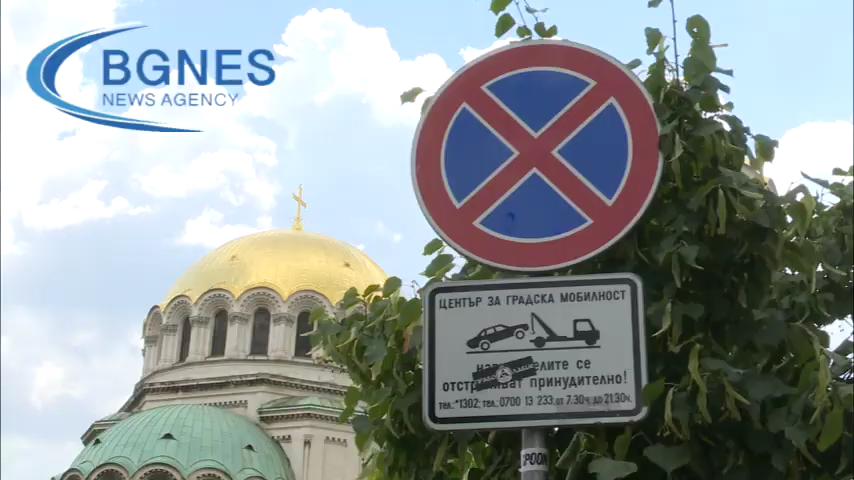 BGNES
NEWS AGENCY
ЦЕНТЪР ЗА ГРАДСКА МОБИЛНОСТ
СЕ
ПРИНУДИТЕЛНО!
ТЕЛ.:*1302; ТЕЛ.: 0700 13 233, ОТ 7.30ч. ДО 21.30ч.
SPOON